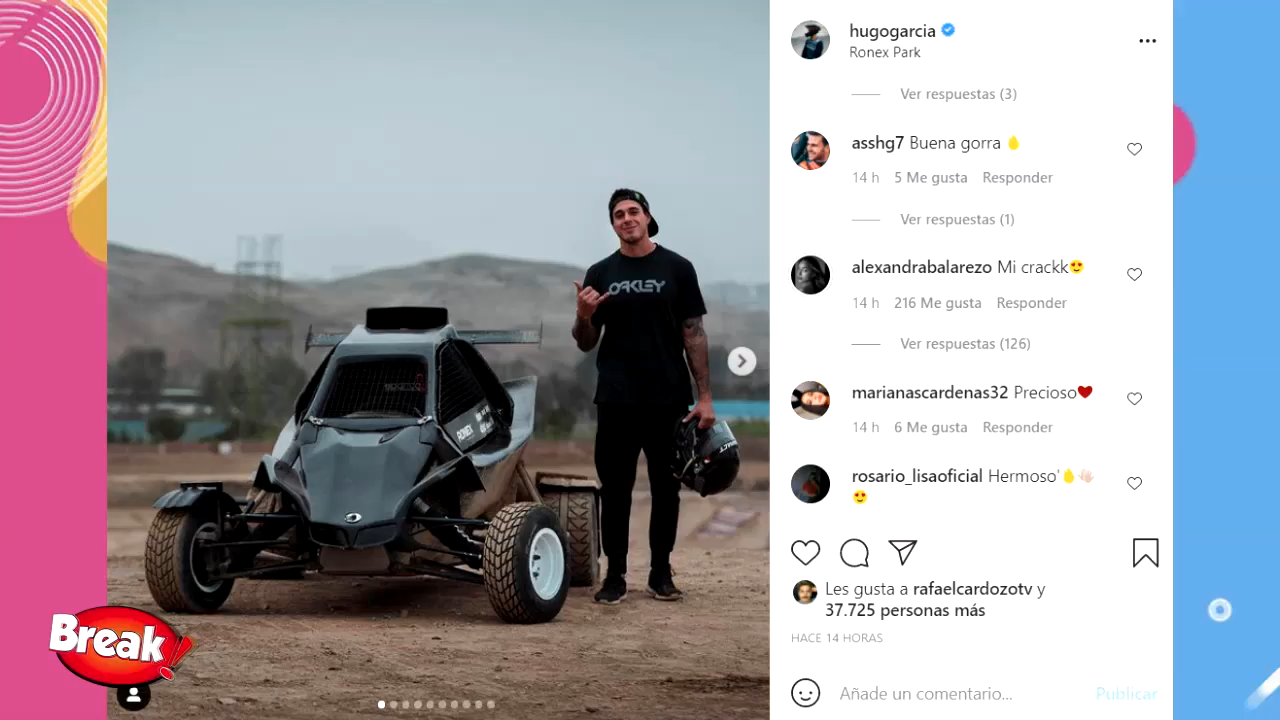 hugogarcia
Ronex Park
Ver respuestas (3)
asshg7 Buena gorra
14 h 5 Me gusta Responder
Ver respuestas (1)
alexandrabalarezo Mi crackk😍
14 h 216 Me gusta Responder
Ver respuestas (126)
marianascardenas32 Precioso❤
14 h 6 Me gusta Responder
rosario_lisaoficial Hermoso'
Les gusta a rafaelcardozotv y
37.725 personas más
HACE 14 HORAS
Añade un comentario... Publicar
OAKLEY
RONEX
Break